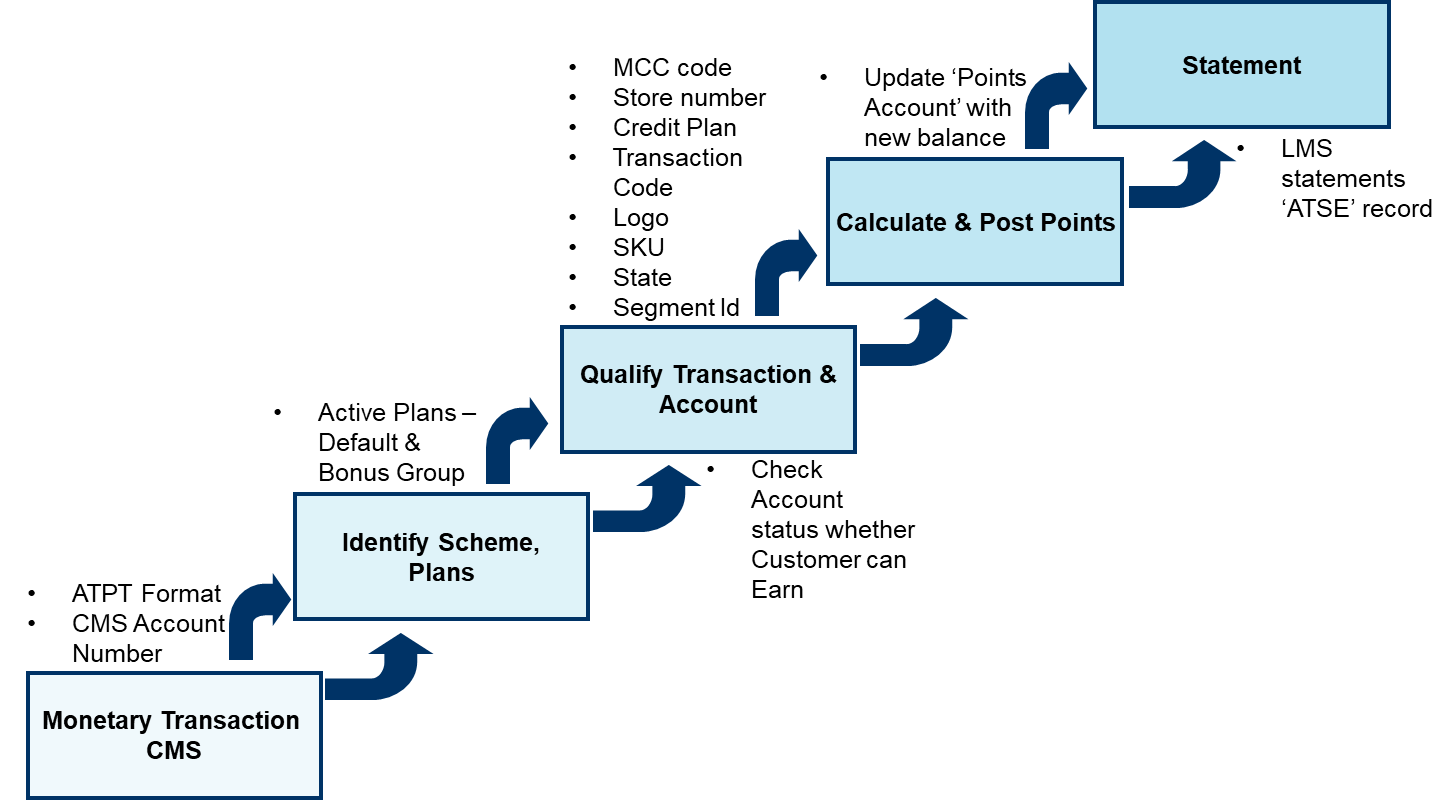 Statement
• MCC code
• Store number
• Credit Plan
• Transaction
Code
• Logo
• SKU
• State
• Segment Id
• Update ‘Points
Account’ with
new balance
• LMS
statements
‘ATSE’ record
Calculate & Post Points
Qualify Transaction &
Account
• Active Plans –
Default &
Bonus Group
• Check
Account
status whether
Customer can
Earn
Identify Scheme,
Plans
• ATPT Format
• CMS Account
Number
Monetary Transaction
CMS